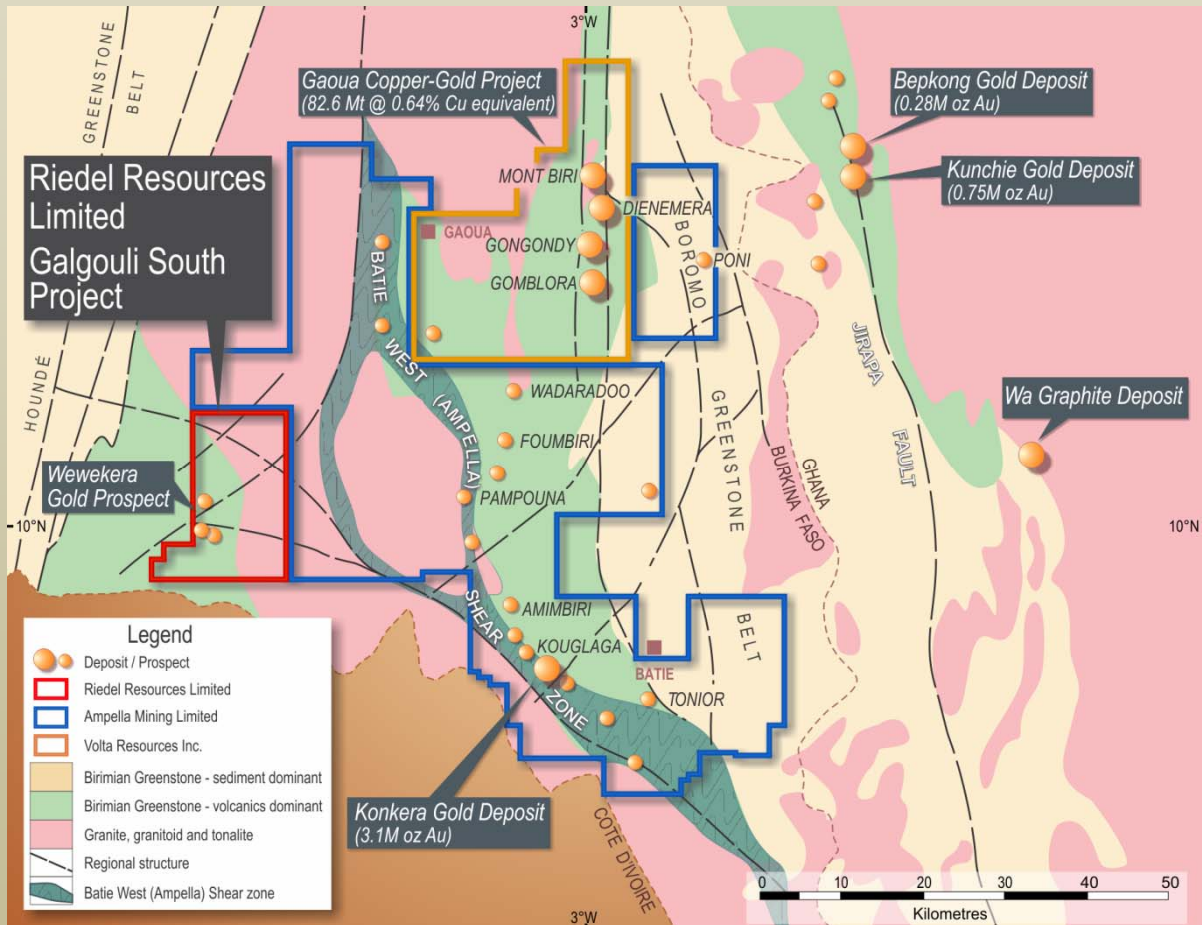 3°W
GREENSTONE
BELT
Gaoua Copper-Gold Project
(82.6 Mt @ 0.64% Cu equivalent)
Bepkong Gold Deposit
(0.28M oz Au)
Kunchie Gold Deposit
(0.75M oz Au)
Riedel Resources
Limited
Galgouli South
Project
MONT BIRI
DIENEMERA
GAOUA
GONGONDY
GOMBLORA
BOROMO
PONI
BATIE
WEST
(AMPELLA)
JIRAPA
FAULT
HOUNDÉ
WADARADOO
GREENSTONE
Wa Graphite Deposit
FOUMBIRI
GHANA
BURKINA FASO
Wewekera
Gold Prospect
PAMPOUNA
10°N
10°N
AMIMBIRI
SHEAR
BELT
KOUGLAGA
BATIE
ZONE
TONIOR
Konkera Gold Deposit
(3.1M oz Au)
COTE D'IVOIRE
Legend
Deposit / Prospect
Riedel Resources Limited
Ampella Mining Limited
Volta Resources Inc.
Birimian Greenstone - sediment dominant
Birimian Greenstone - volcanics dominant
Granite, granitoid and tonalite
Regional structure
Batie West (Ampella) Shear zone
0 10 20 30 40 50
Kilometres
3°W